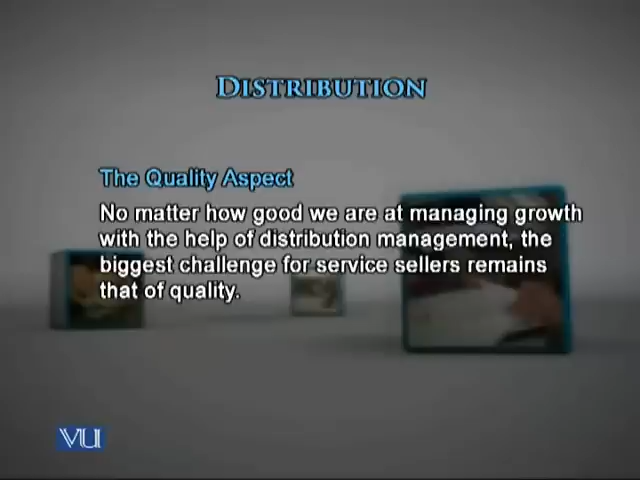 DISTRIBUTION
The Quality Aspect
No matter how good we are at managing growth
with the help of distribution management, the
biggest challenge for service sellers remains
that of quality.
VU